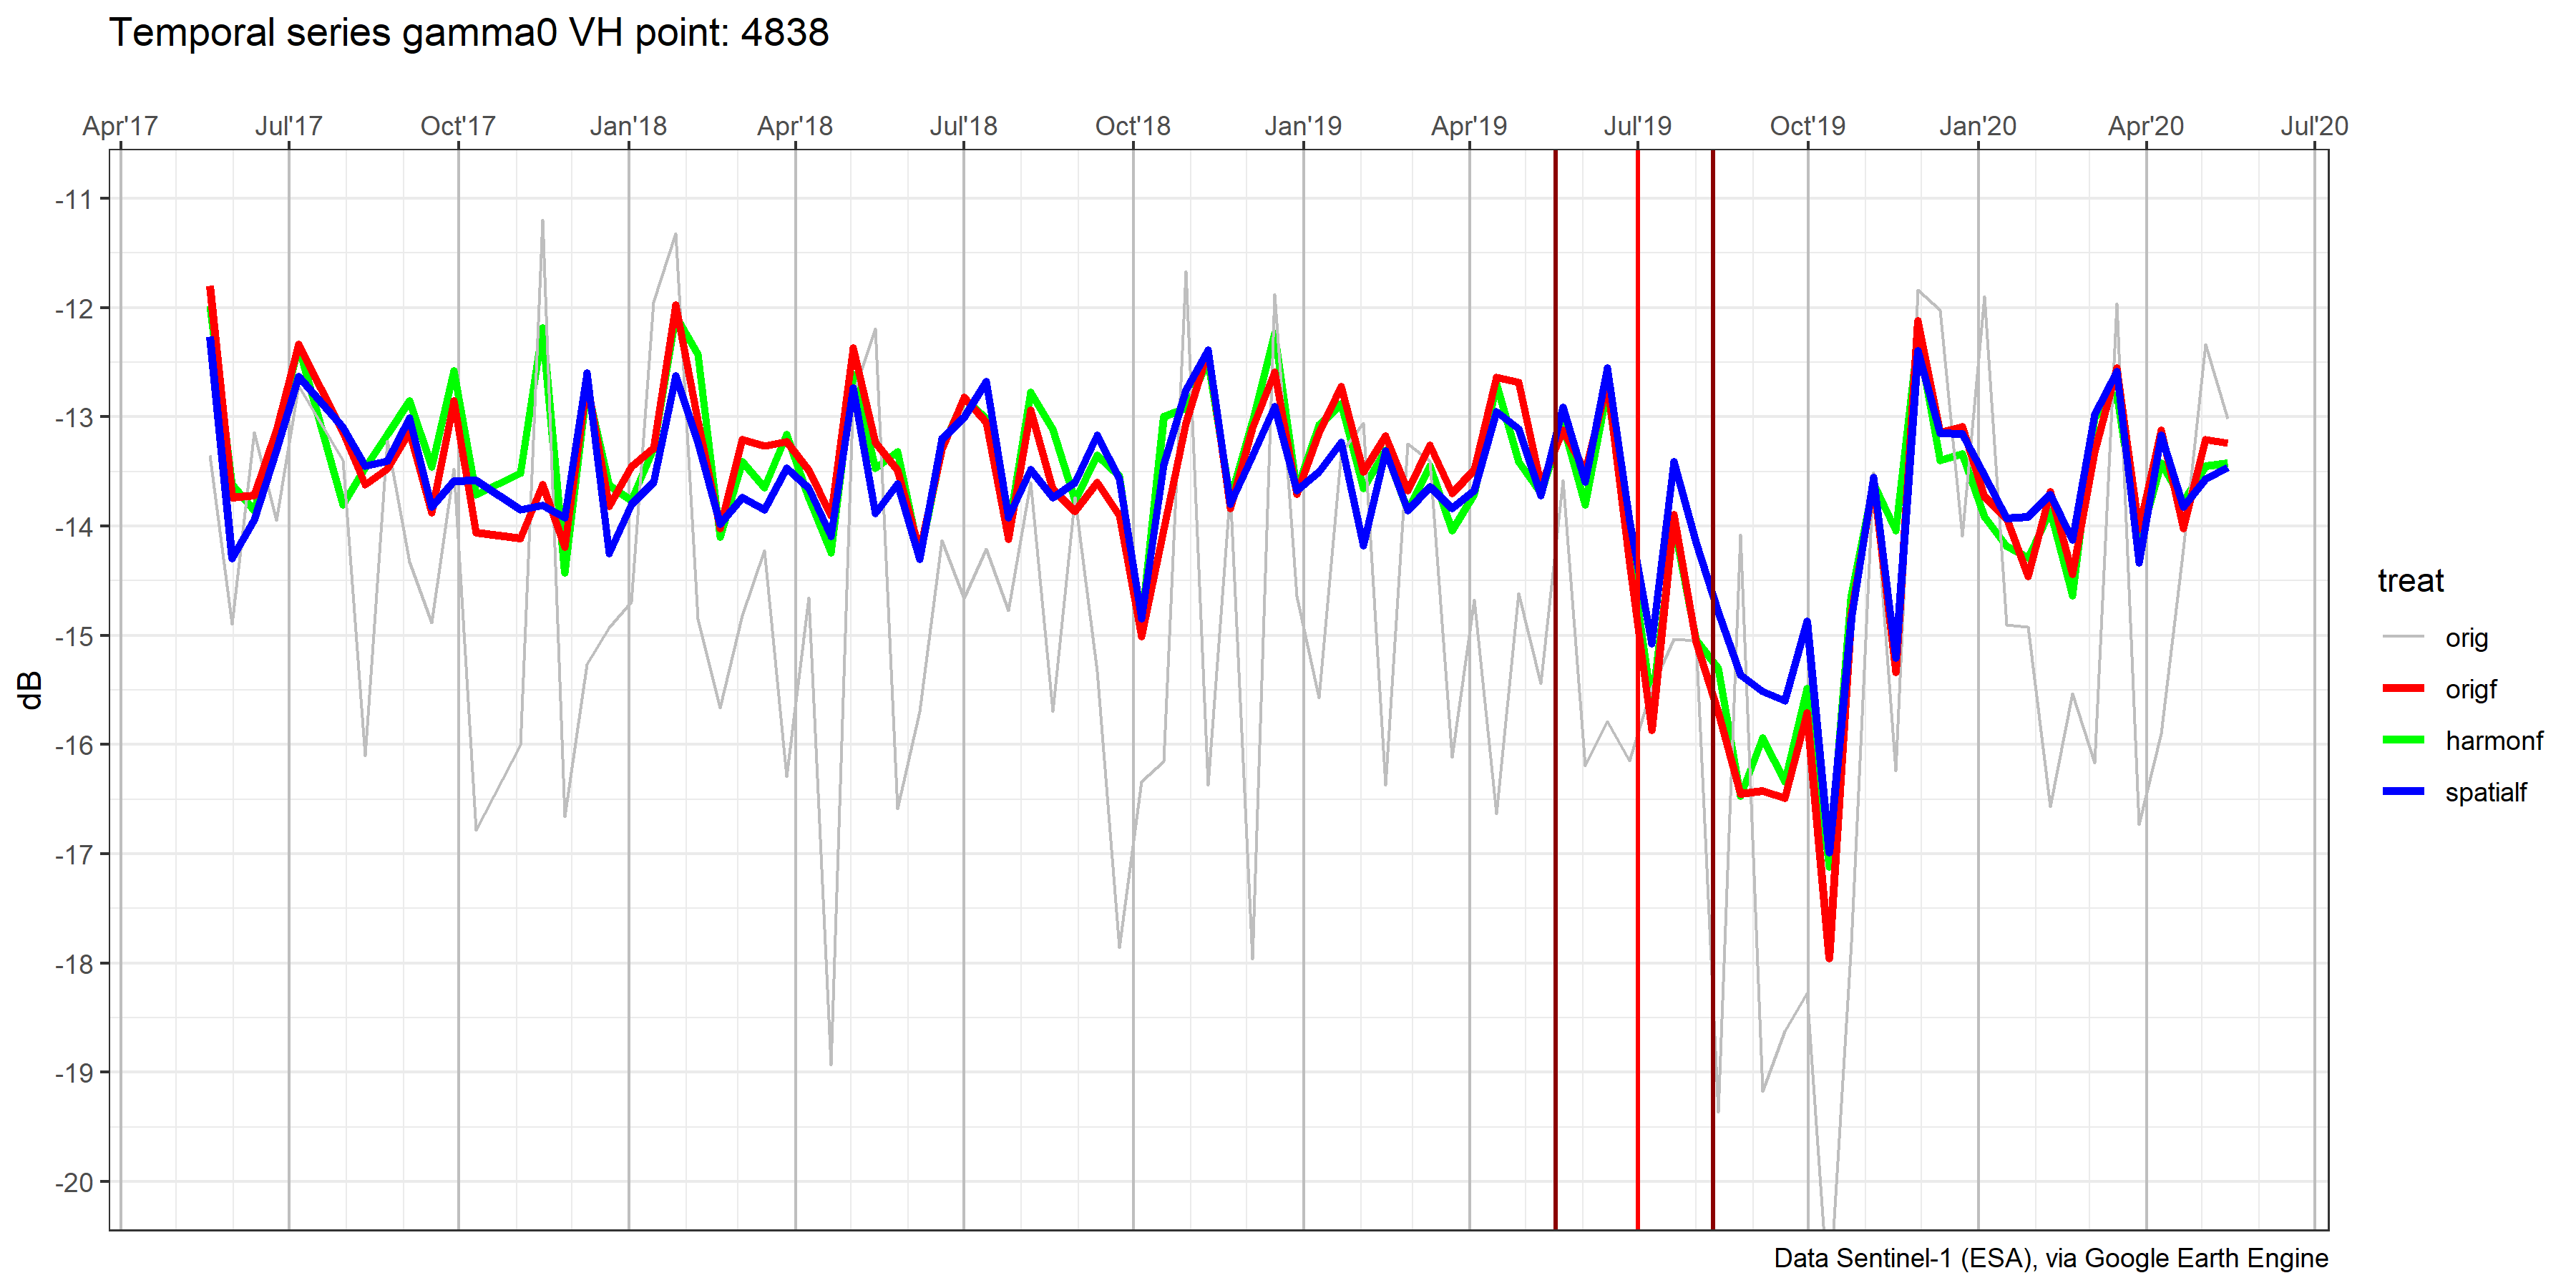 Temporal series gamma0 VH point: 4838
Apr'17 Jul'17 Oct'17 Jan'18 Apr'18 Jul'18 Oct'18 Jan'19 Apr'19 Jul'19 Oct'19 Jan'20 Apr'20 Jul'20
-11
-12
-13
-14
-15
-16
-17
-18
-19
-20
dB
treat
orig
origf
harmonf
spatialf
Data Sentinel-1 (ESA), via Google Earth Engine